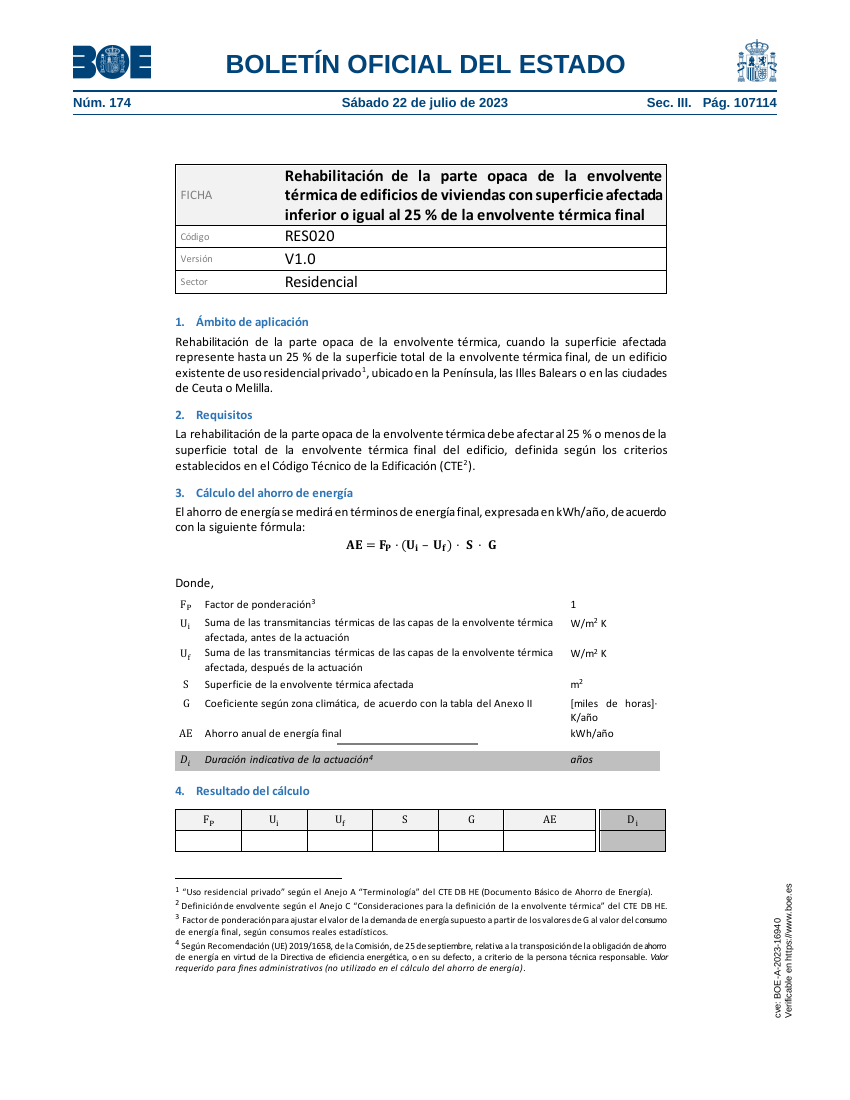 BOE
BOLETÍN OFICIAL DEL ESTADO
Núm. 174 Sábado 22 de julio de 2023 Sec. III. Pág. 107114
FICHA
Rehabilitación de la parte opaca de la envolvente
térmica de edificios de viviendas con superficie afectada
inferior o igual al 25 % de la envolvente térmica final
Código RES020
Versión V1.0
Sector Residencial
1. Ámbito de aplicación
Rehabilitación de la parte opaca de la envolvente térmica, cuando la superficie afectada
represente hasta un 25 % de la superficie total de la envolvente térmica final, de un edificio
existente de uso residencial privado¹, ubicado en la Península, las Illes Balears o en las ciudades
de Ceuta o Melilla.
2. Requisitos
La rehabilitación de la parte opaca de la envolvente térmica debe afectar al 25 % o menos de la
superficie total de la envolvente térmica final del edificio, definida según los criterios
establecidos en el Código Técnico de la Edificación (CTE²).
3. Cálculo del ahorro de energía
El ahorro de energía se medirá en términos de energía final, expresada en kWh/año, de acuerdo
con la siguiente fórmula:
AE = F_P · (U_i – U_f) · S · G
Donde,
F_P Factor de ponderación³ 1
U_i Suma de las transmitancias térmicas de las capas de la envolvente térmica W/m² K
afectada, antes de la actuación
U_f Suma de las transmitancias térmicas de las capas de la envolvente térmica W/m² K
afectada, después de la actuación
S Superficie de la envolvente térmica afectada m²
G Coeficiente según zona climática, de acuerdo con la tabla del Anexo II [miles de horas]·
K/año
AE Ahorro anual de energía final kWh/año
D_i Duración indicativa de la actuación⁴ años
4. Resultado del cálculo
F_P U_i U_f S G AE D_i
¹ “Uso residencial privado” según el Anejo A “Terminología” del CTE DB HE (Documento Básico de Ahorro de Energía).
² Definición de envolvente según el Anejo C “Consideraciones para la definición de la envolvente térmica” del CTE DB HE.
³ Factor de ponderación para ajustar el valor de la demanda de energía supuesto a partir de los valores de G al valor del consumo
de energía final, según consumos reales estadísticos.
⁴ Según Recomendación (UE) 2019/1658, de la Comisión, de 25 de septiembre, relativa a la transposición de la obligación de ahorro
de energía en virtud de la Directiva de eficiencia energética, o en su defecto, a criterio de la persona técnica responsable. Valor
requerido para fines administrativos (no utilizado en el cálculo del ahorro de energía).
cve: BOE-A-2023-16940
Verificable en https://www.boe.es